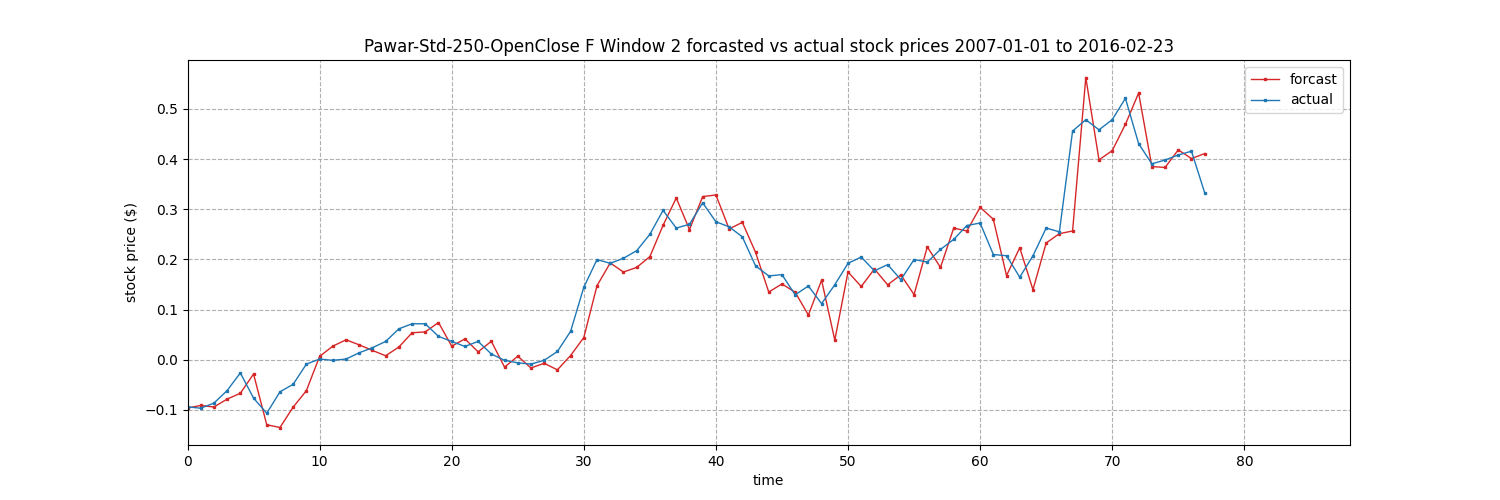 Pawar-Std-250-OpenClose F Window 2 forcasted vs actual stock prices 2007-01-01 to 2016-02-23
forcast
actual
stock price ($)
0.5
0.4
0.3
0.2
0.1
0.0
−0.1
0 10 20 30 40 50 60 70 80
time